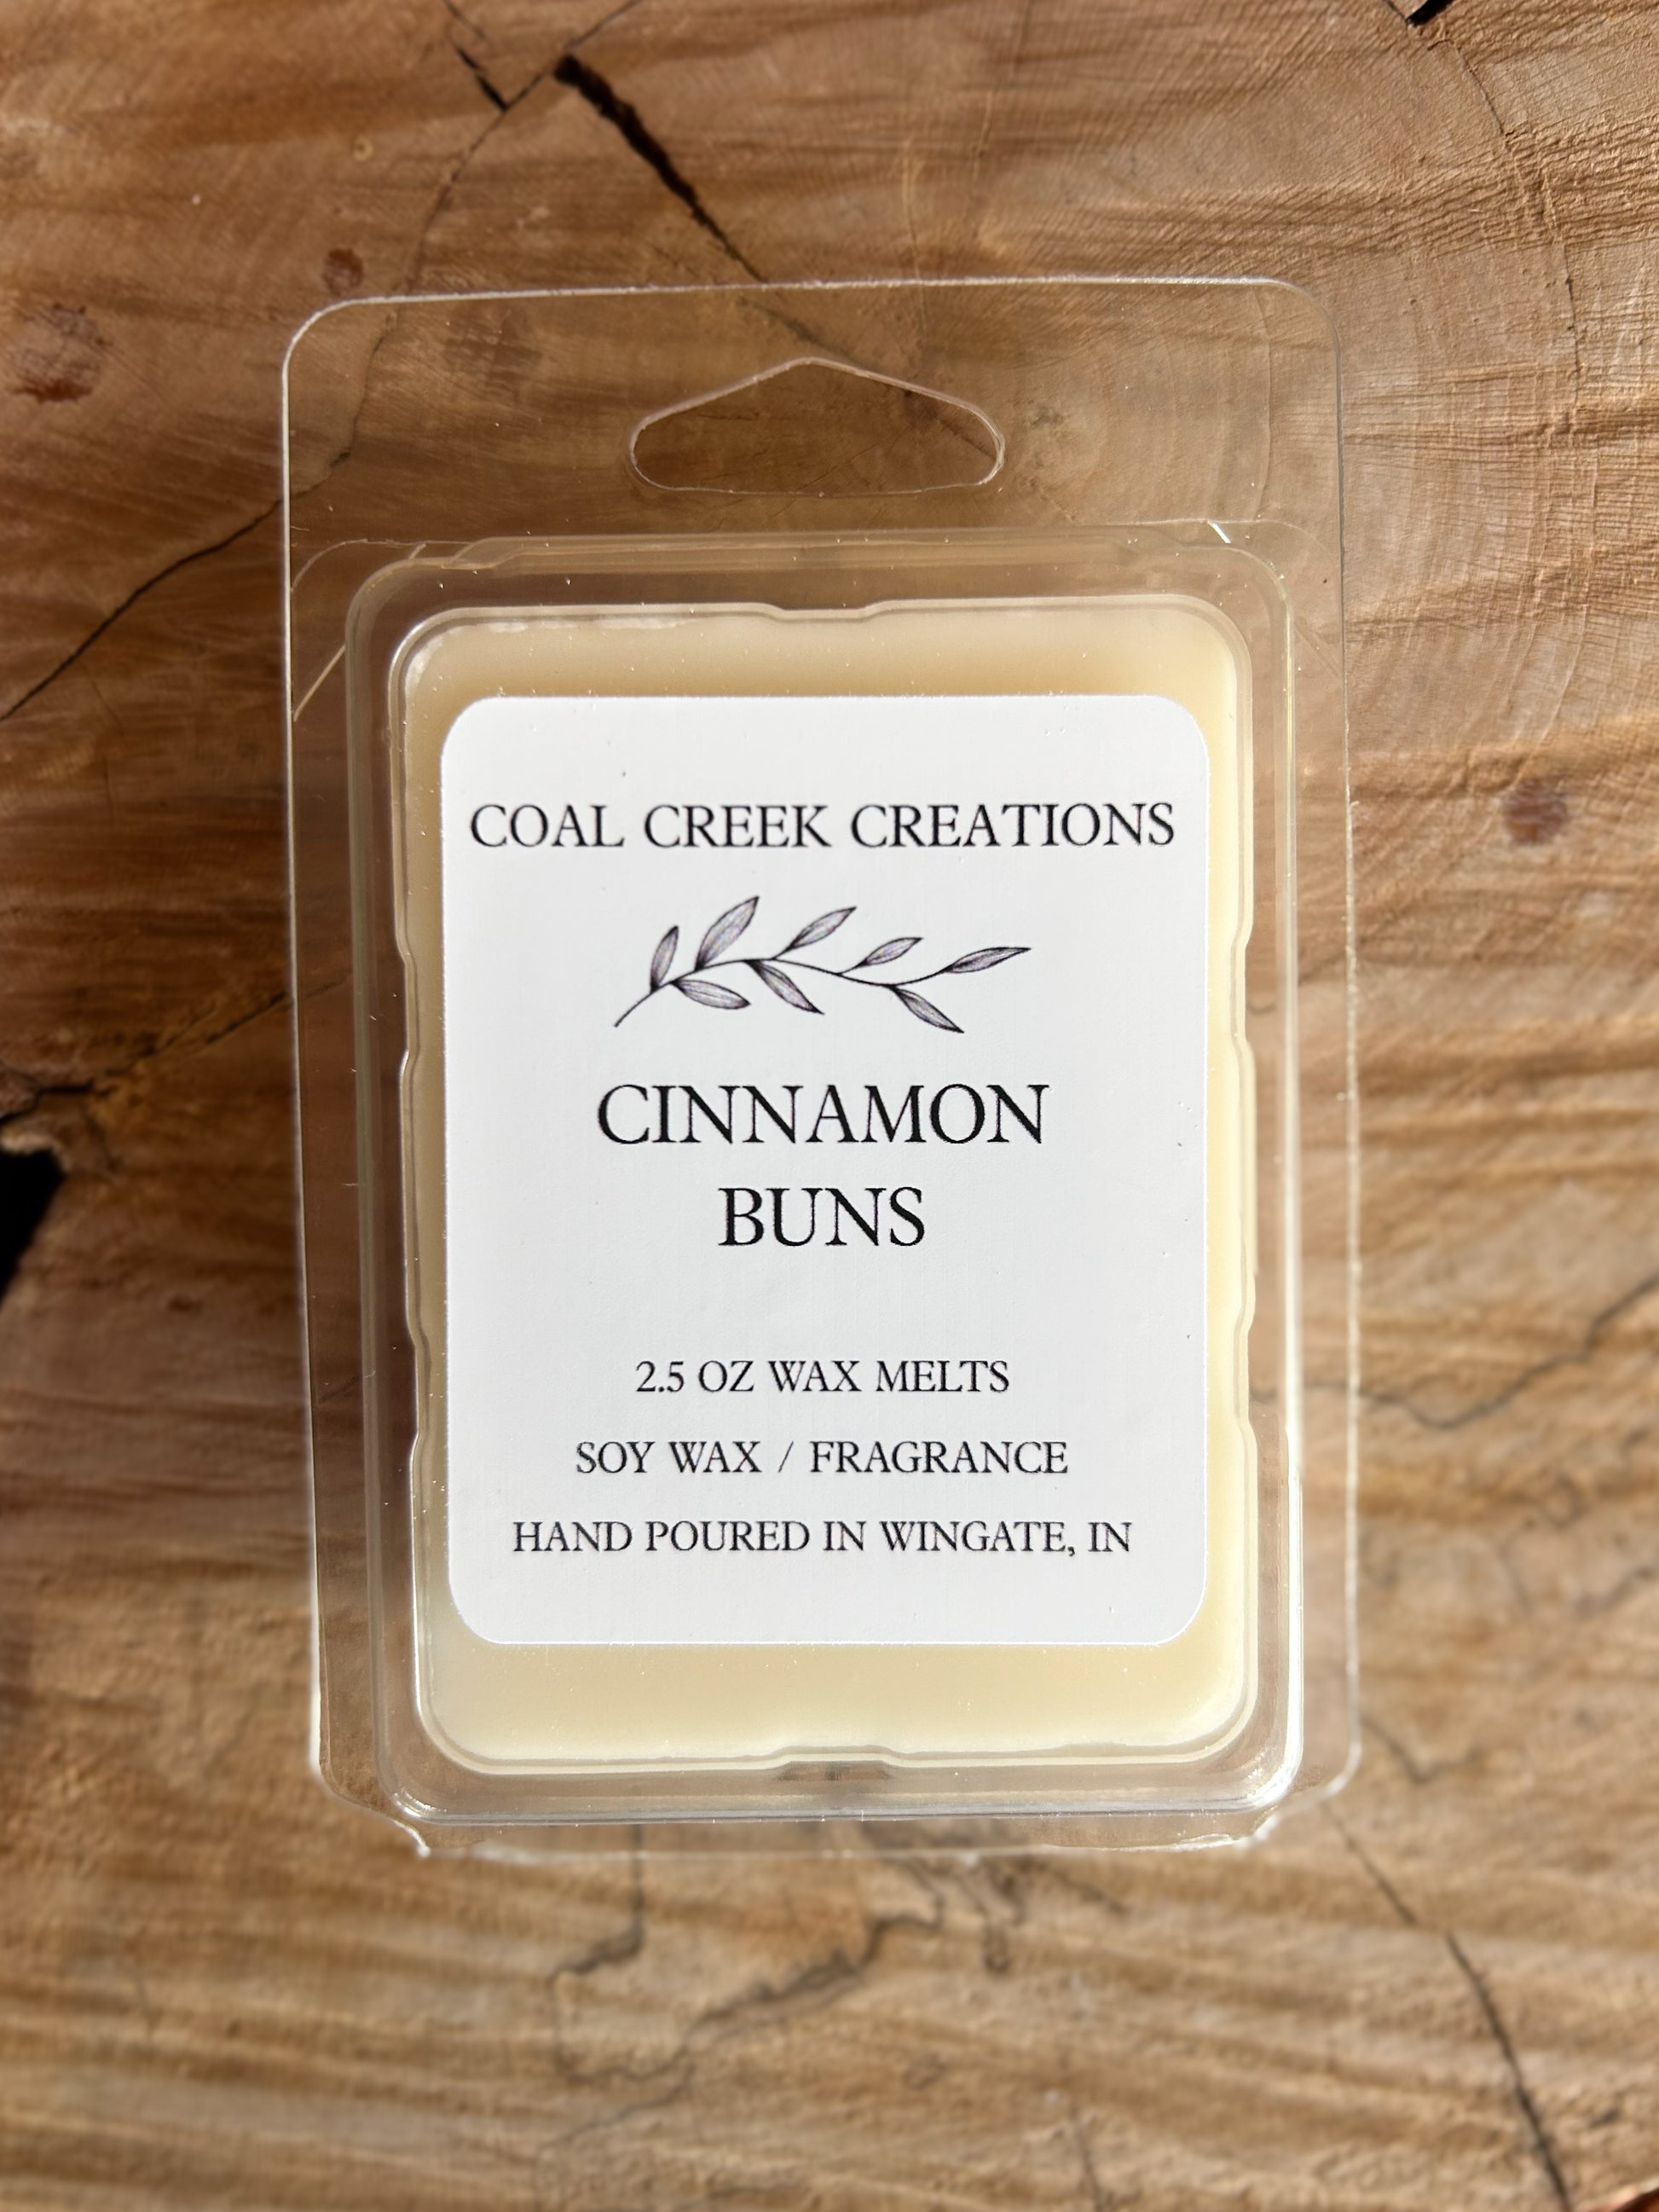 COAL CREEK CREATIONS
CINNAMON
BUNS
2.5 OZ WAX MELTS
SOY WAX / FRAGRANCE
HAND POURED IN WINGATE, IN